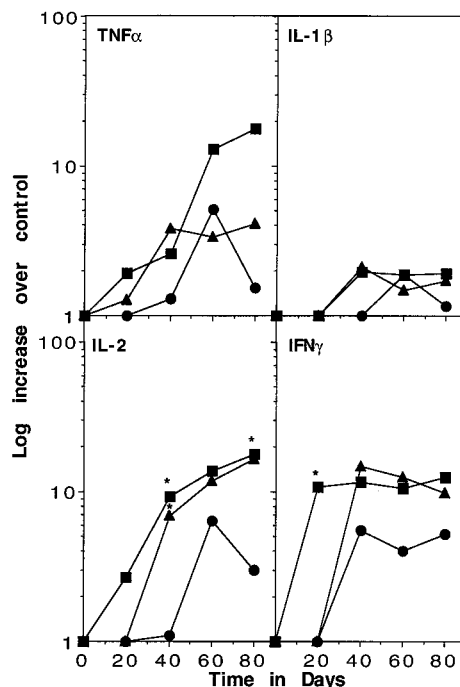 100
TNFα
IL-1β
10
1
Log increase over control
100
IL-2
IFNγ
*
*
*
*
10
1
0 20 40 60 80
20 40 60 80
Time in Days